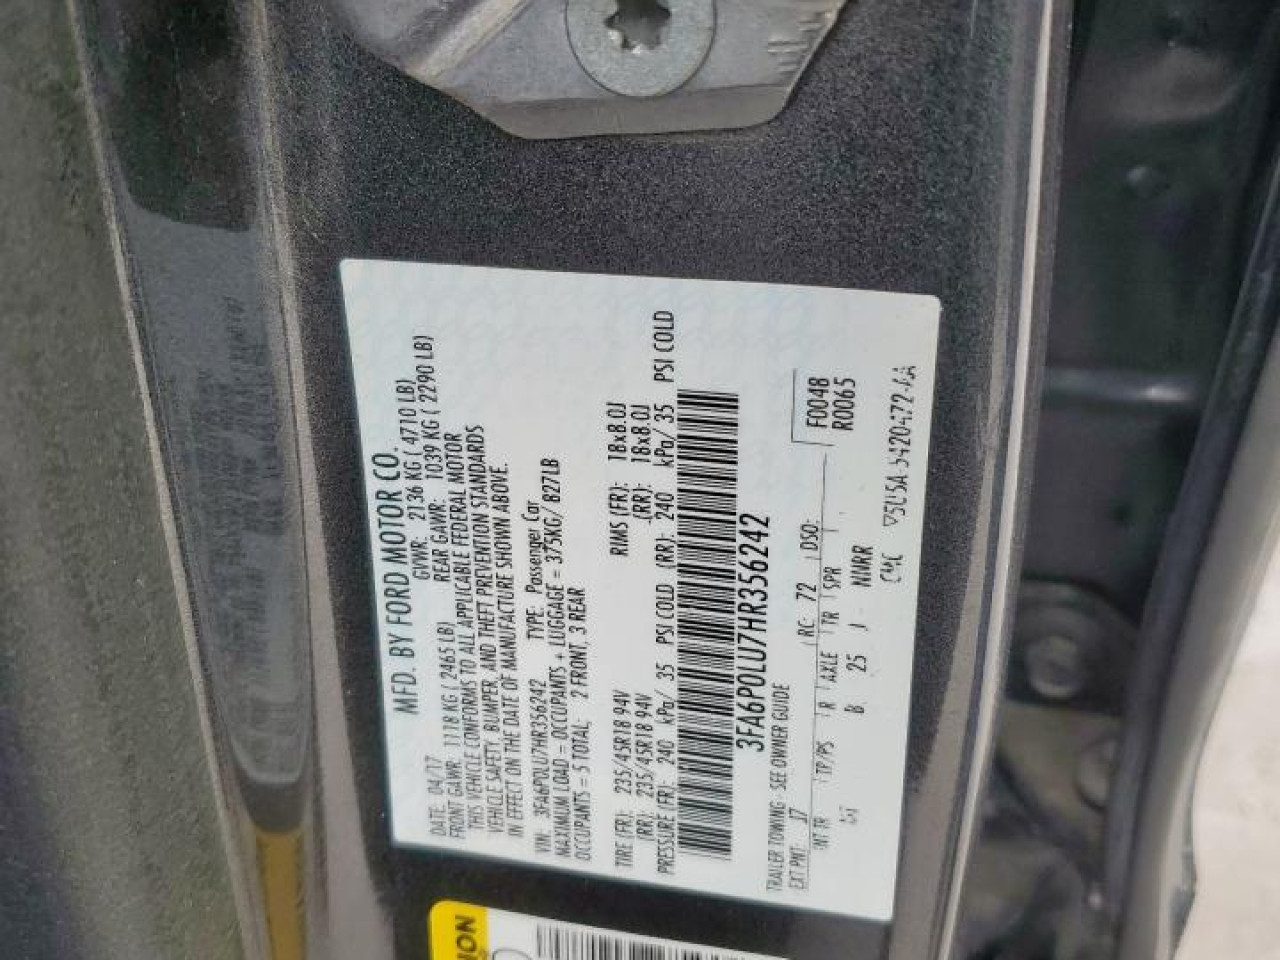 MFD. BY FORD MOTOR CO.
DATE: 04/17 GVWR: 2136 KG ( 4710 LB)
FRONT GAWR: 1118 KG ( 2465 LB) REAR GAWR: 1039 KG ( 2290 LB)
THIS VEHICLE CONFORMS TO ALL APPLICABLE FEDERAL MOTOR
VEHICLE SAFETY, BUMPER, AND THEFT PREVENTION STANDARDS
IN EFFECT ON THE DATE OF MANUFACTURE SHOWN ABOVE.
VIN: 3FA6P0LU7HR356242 TYPE: Passenger Car
MAXIMUM LOAD = OCCUPANTS + LUGGAGE = 375KG/ 827LB
OCCUPANTS = 5 TOTAL; 2 FRONT, 3 REAR
TIRE (FR): 235/45R18 94V RIMS (FR): 18x8.0J
(RR): 235/45R18 94V (RR): 18x8.0J
PRESSURE (FR): 240 kPa/ 35 PSI COLD (RR): 240 kPa/ 35 PSI COLD
3FA6P0LU7HR356242
TRAILER TOWING - SEE OWNER GUIDE
EXT PNT: J7 RC: 72 DSO: F0048
INT TR TP/PS R AXLE TR SPR R0065
B 25 J NNRR
CMC